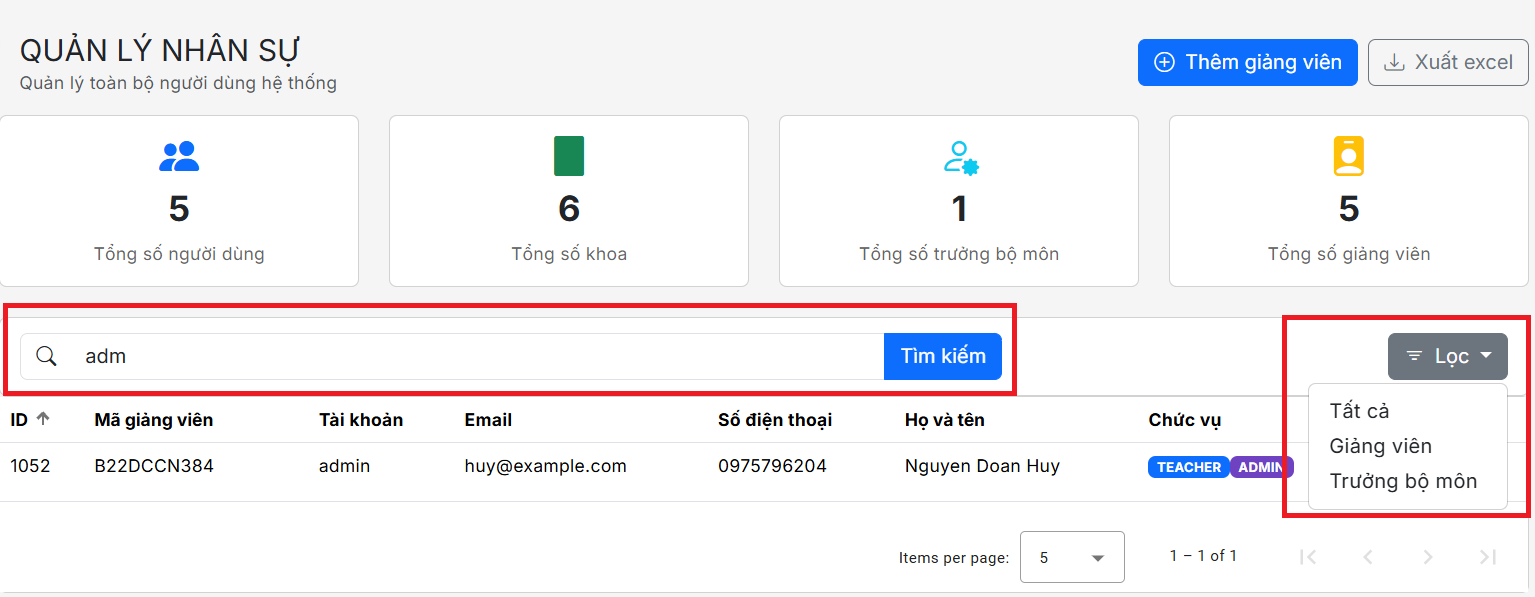 QUẢN LÝ NHÂN SỰ
Quản lý toàn bộ người dùng hệ thống
Thêm giảng viên
Xuất excel
5
Tổng số người dùng
6
Tổng số khoa
1
Tổng số trưởng bộ môn
5
Tổng số giảng viên
adm
Tìm kiếm
Lọc
Tất cả
Giảng viên
Trưởng bộ môn
ID Mã giảng viên Tài khoản Email Số điện thoại Họ và tên Chức vụ
1052 B22DCCN384 admin huy@example.com 0975796204 Nguyen Doan Huy TEACHER ADMIN
Items per page: 5 1 – 1 of 1